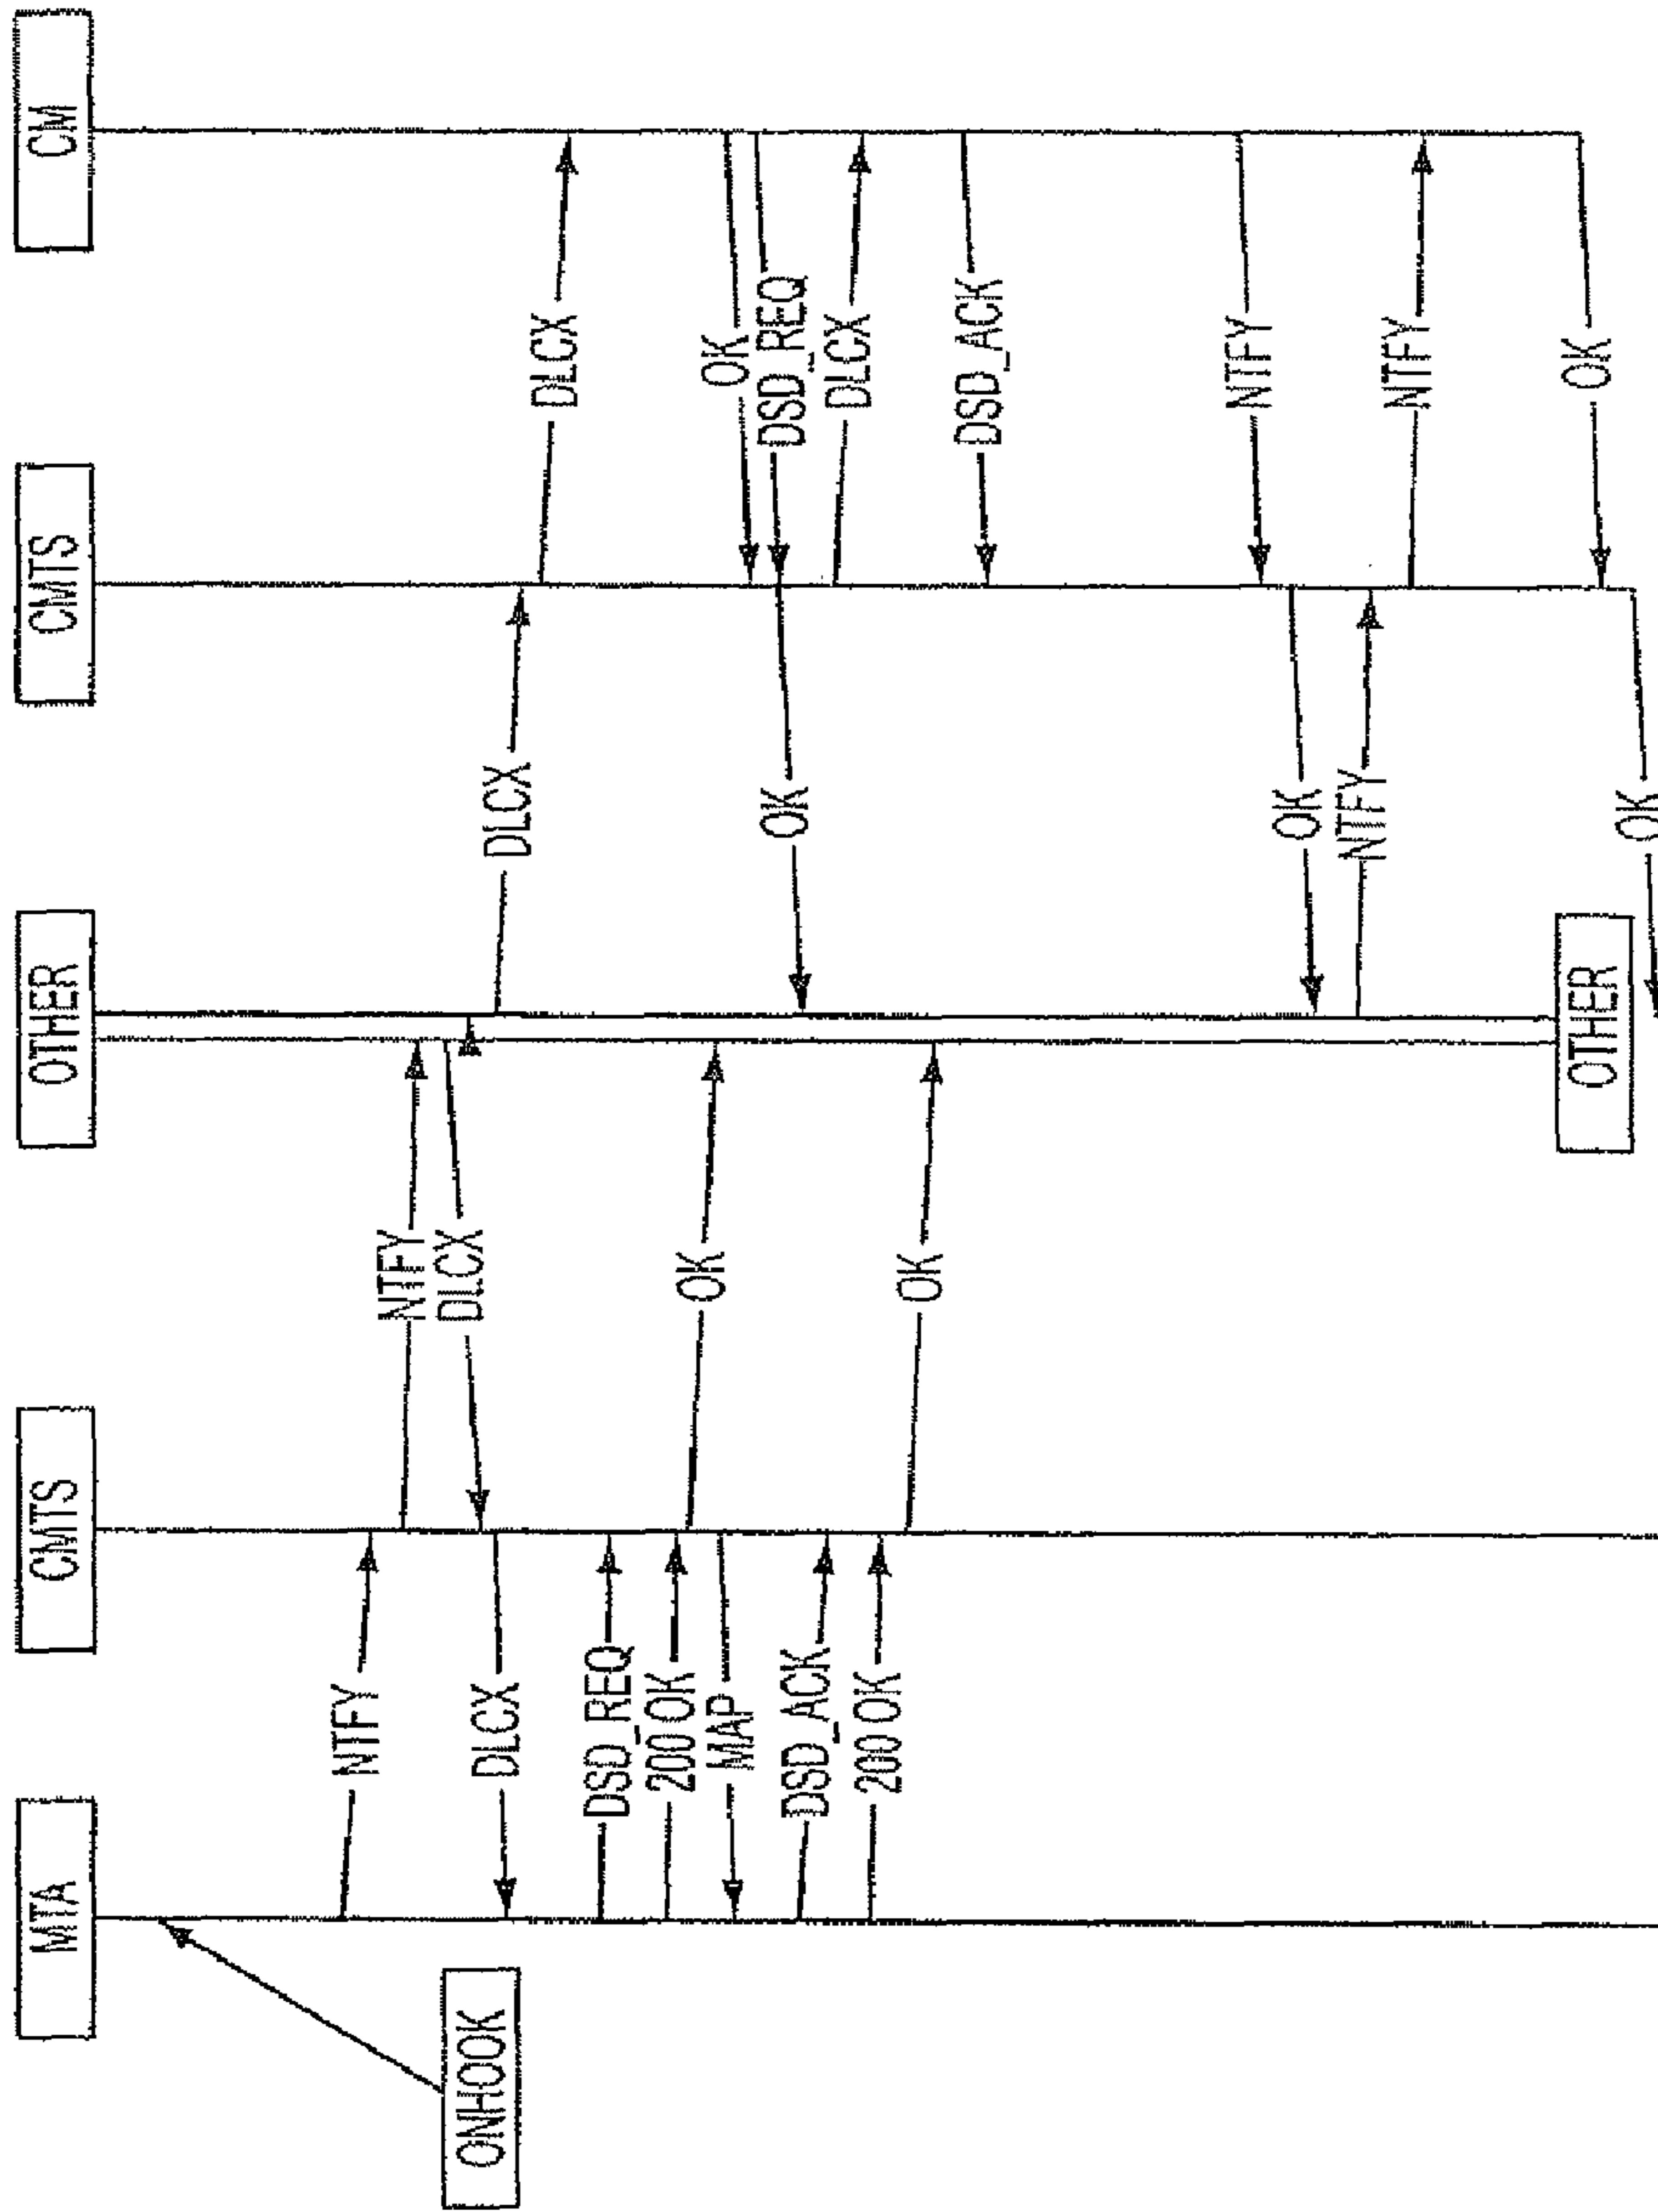 MTA
CMTS
OTHER
CMTS
CM
ONHOOK
NTFY
NTFY
DLCX
DLCX
DLCX
DLCX
DSD_REQ
200 OK
OK
MAP
OK
DSD_REQ
OK
DLCX
DSD_ACK
200 OK
OK
DSD_ACK
NTFY
OK
NTFY
NTFY
OK
OK
OTHER